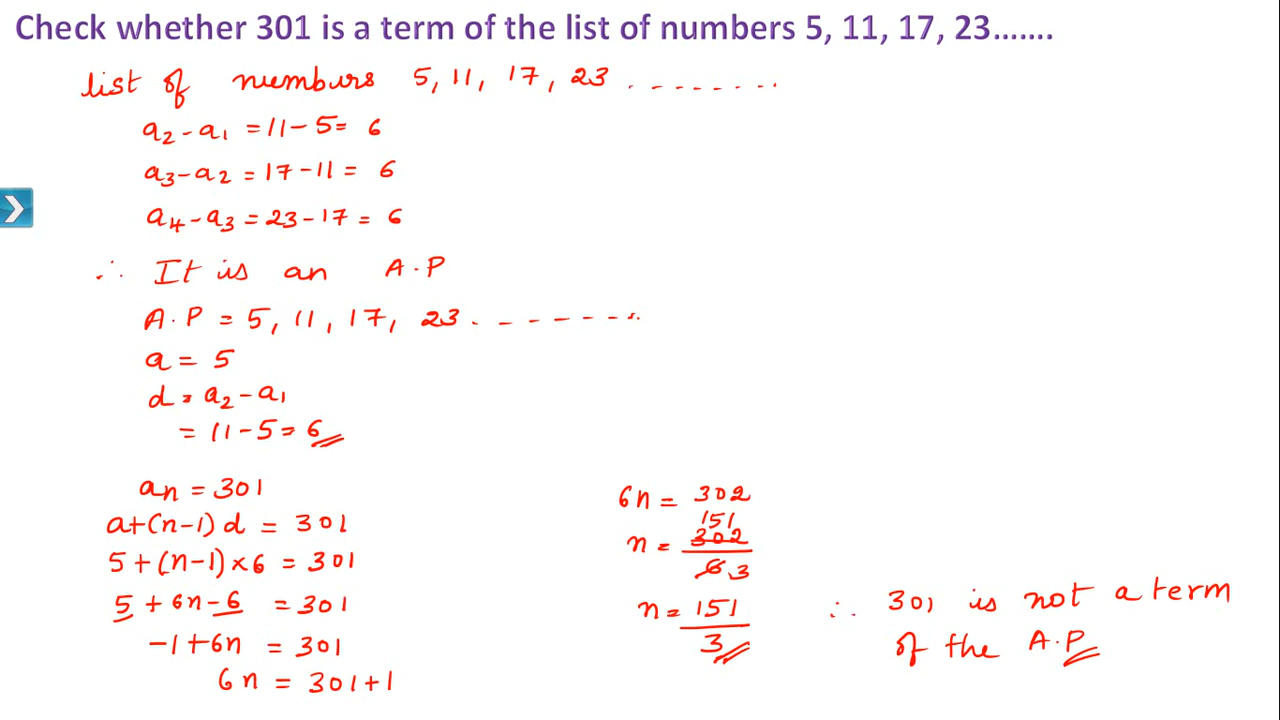 Check whether 301 is a term of the list of numbers 5, 11, 17, 23.......
list of numburs 5, 11, 17, 23 .........
a₂-a₁ =11-5= 6
a₃-a₂ =17-11= 6
a₄-a₃ =23-17= 6
∴ It is an A.P
A.P = 5, 11, 17, 23.........
a = 5
d = a₂-a₁
= 11-5=6
an = 301
a+(n-1)d = 301
5+(n-1)×6 = 301
5+6n-6 = 301
-1+6n = 301
6n = 301+1
6n = 302
151
n = 302
6 3
n = 151
3
∴ 301 is not a term
of the A.P